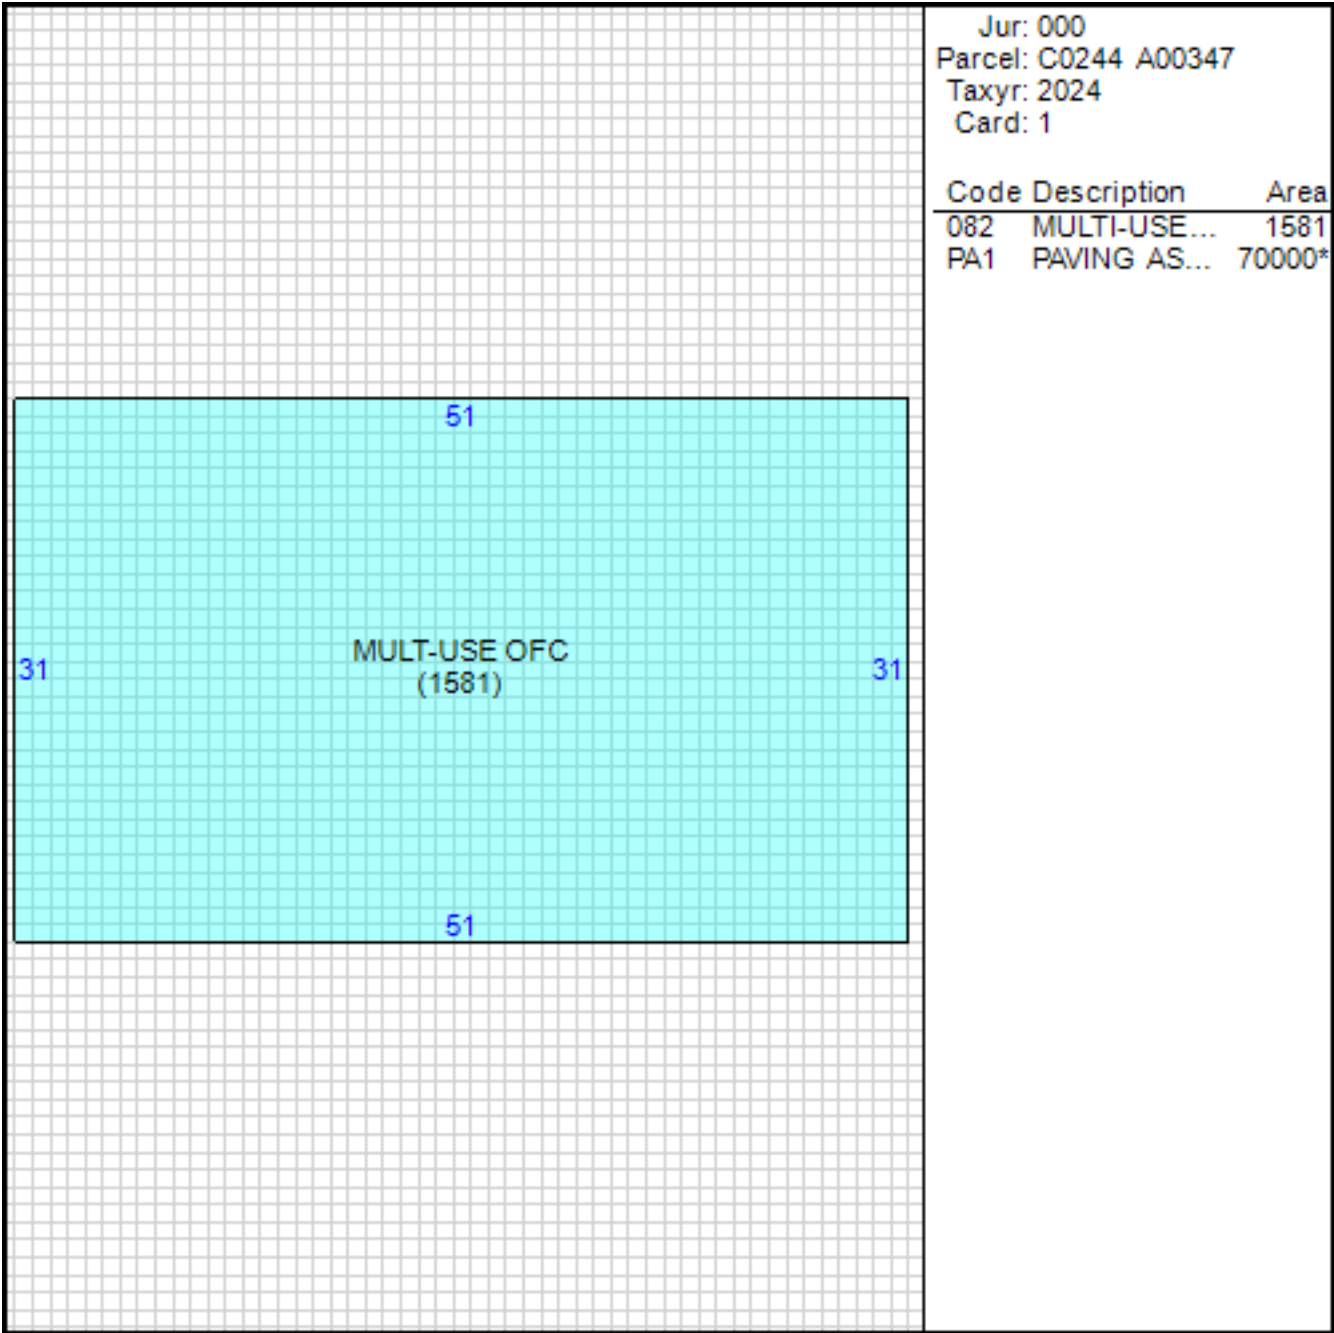 Jur: 000
Parcel: C0244 A00347
Taxyr: 2024
Card: 1
Code Description Area
082 MULTI-USE... 1581
PA1 PAVING AS... 70000*
51
31
MULT-USE OFC
(1581)
31
51